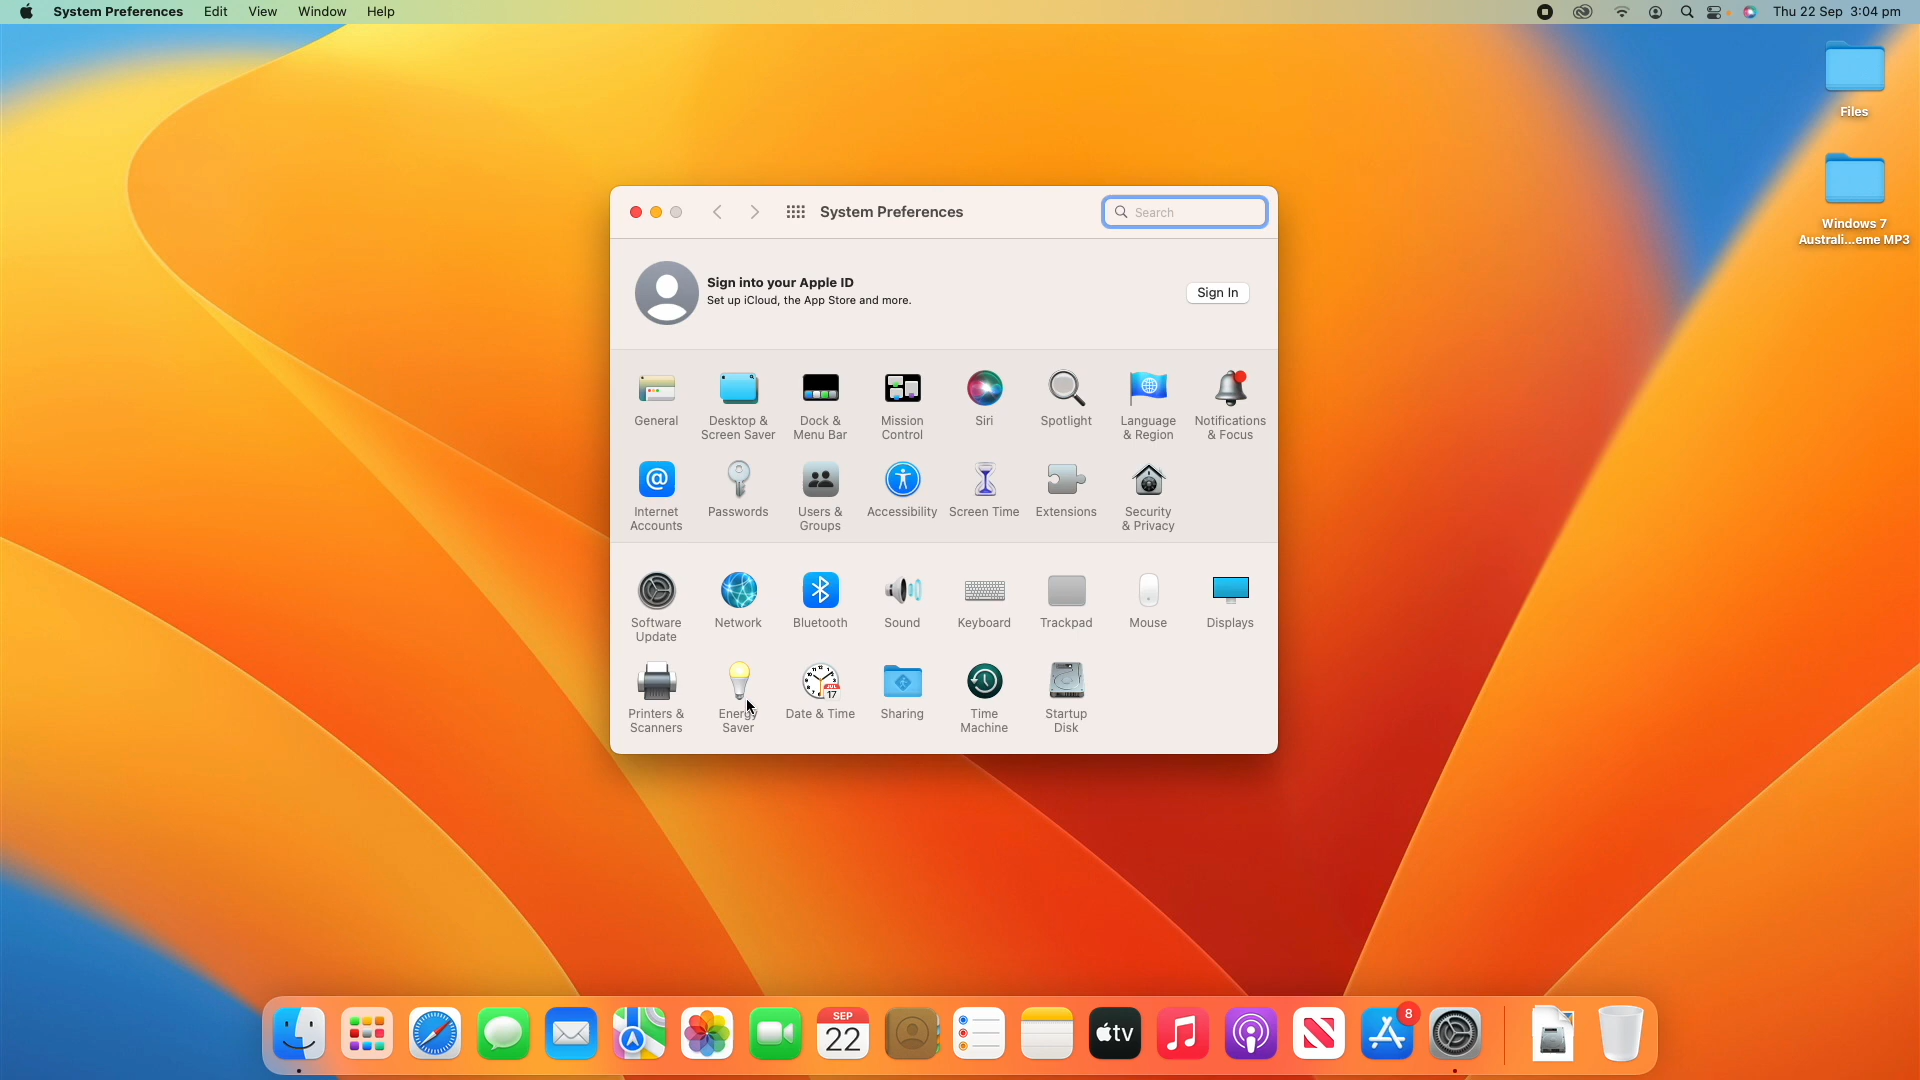 System Preferences Edit View Window Help
Thu 22 Sep 3:04 pm
Files
Windows 7
Australi...eme MP3
System Preferences
Search
Sign into your Apple ID
Set up iCloud, the App Store and more.
Sign In
General
Desktop &
Screen Saver
Dock &
Menu Bar
Mission
Control
Siri
Spotlight
Language
& Region
Notifications
& Focus
Internet
Accounts
Passwords
Users &
Groups
Accessibility
Screen Time
Extensions
Security
& Privacy
Software
Update
Network
Bluetooth
Sound
Keyboard
Trackpad
Mouse
Displays
Printers &
Scanners
Energy
Saver
JUL
17
Date & Time
Sharing
Time
Machine
Startup
Disk
SEP
22
tv
8